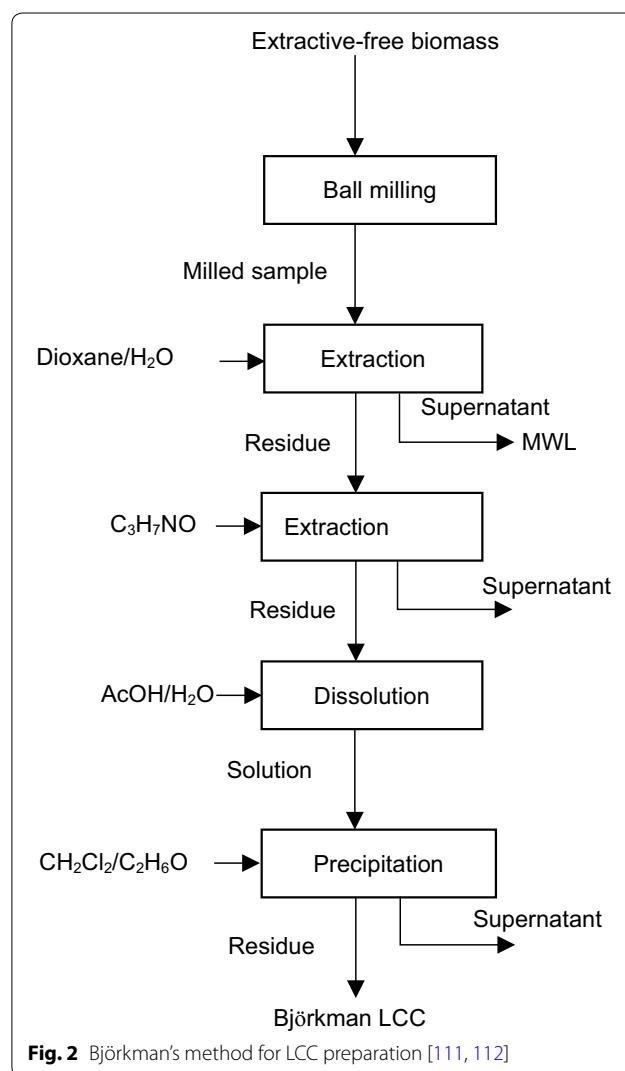 Extractive-free biomass
Ball milling
Milled sample
Dioxane/H₂O
Extraction
Supernatant
Residue
MWL
C₃H₇NO
Extraction
Supernatant
Residue
AcOH/H₂O
Dissolution
Solution
CH₂Cl₂/C₂H₆O
Precipitation
Supernatant
Residue
Björkman LCC
Fig. 2 Björkman's method for LCC preparation [111, 112]